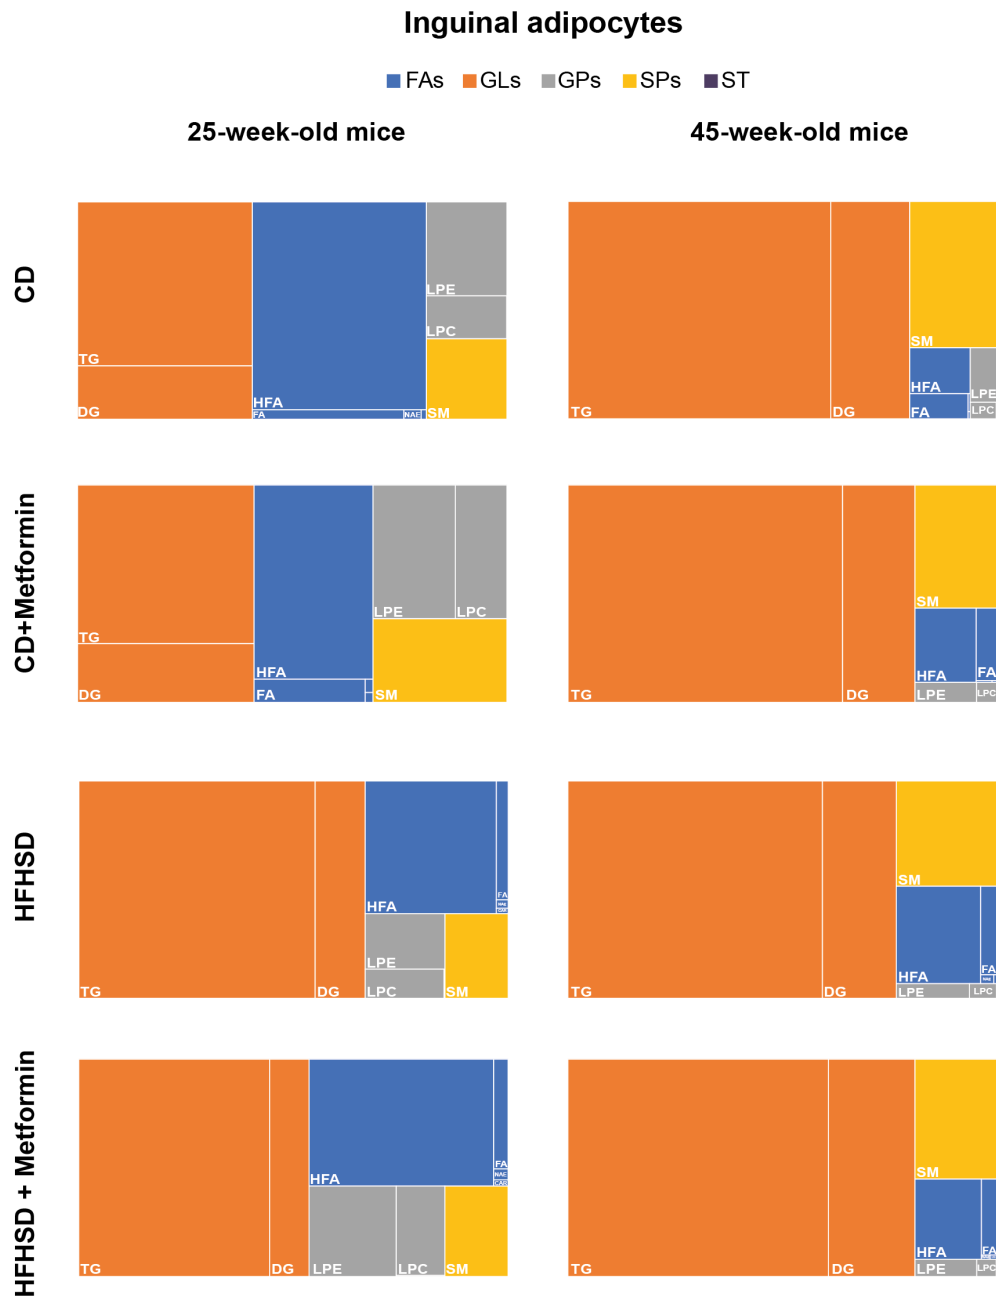 Inguinal adipocytes
FAs GLs GPs SPs ST
25-week-old mice 45-week-old mice
CD
TG
DG
HFA
FA NAE
LPE
LPC
SM
TG DG
SM
HFA
FA
LPE
LPC
CD+Metformin
TG
DG
HFA
FA
LPE LPC
SM
TG DG
SM
HFA FA
LPE LPC
HFHSD
TG DG
HFA
FA
NAE
CAR
LPE
LPC
SM
TG DG
SM
HFA FA
NAE
LPE LPC
HFHSD + Metformin
TG DG
HFA
FA
NAE
CAR
LPE LPC SM
TG DG
SM
HFA FA
LPE LPC